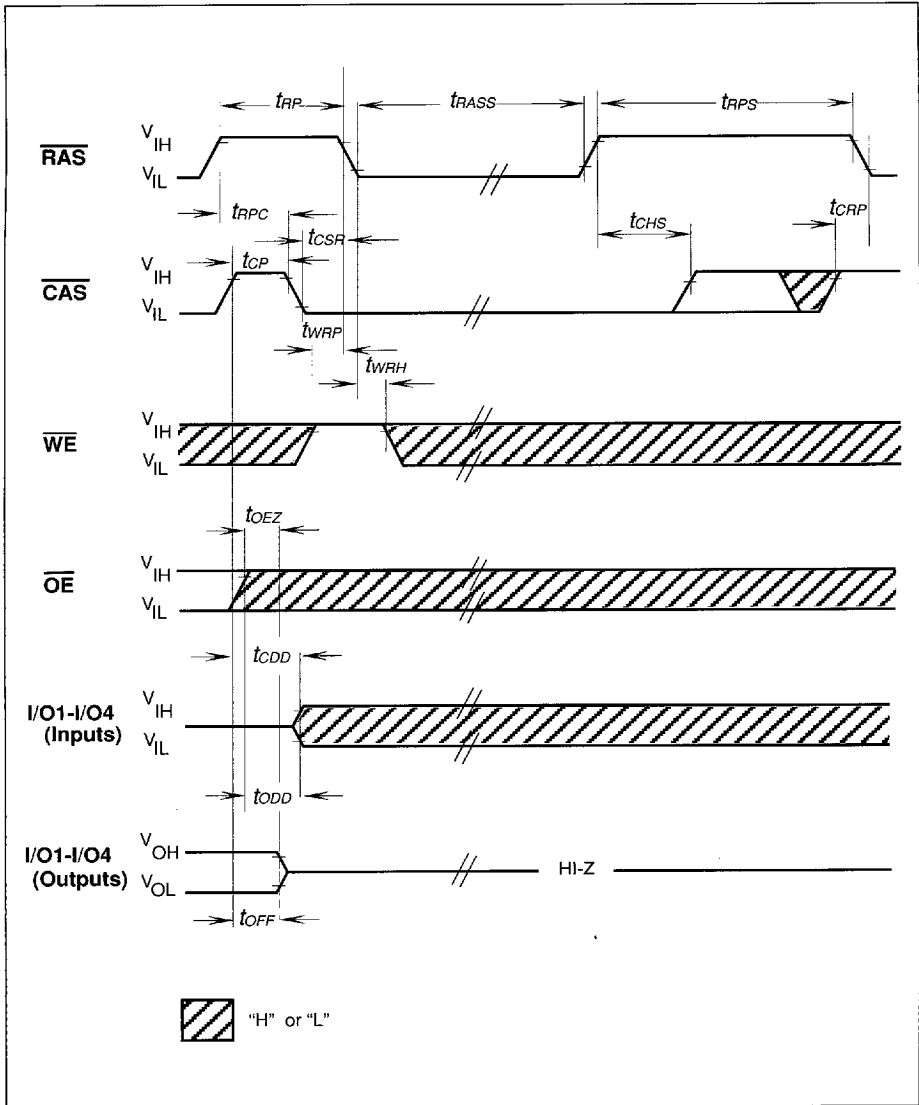 tRP
tRASS
tRPS
RAS
VIH
VIL
tRPC
tCSR
tCHS
tCRP
tCP
CAS
VIH
VIL
tWRP
tWRH
WE
VIH
VIL
tOEZ
OE
VIH
VIL
tCDD
I/O1-I/O4
(Inputs)
VIH
VIL
tODD
I/O1-I/O4
(Outputs)
VOH
VOL
HI-Z
tOFF
"H" or "L"